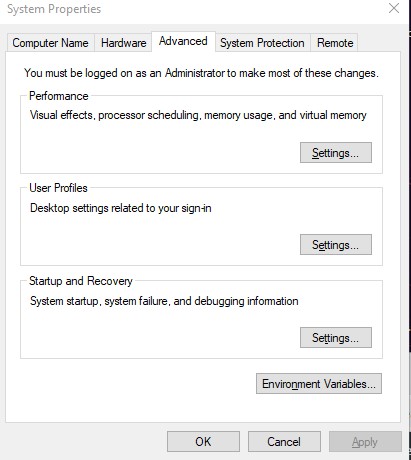 System Properties
Computer Name Hardware Advanced System Protection Remote
You must be logged on as an Administrator to make most of these changes.
Performance
Visual effects, processor scheduling, memory usage, and virtual memory
Settings...
User Profiles
Desktop settings related to your sign-in
Settings...
Startup and Recovery
System startup, system failure, and debugging information
Settings...
Environment Variables...
OK Cancel Apply